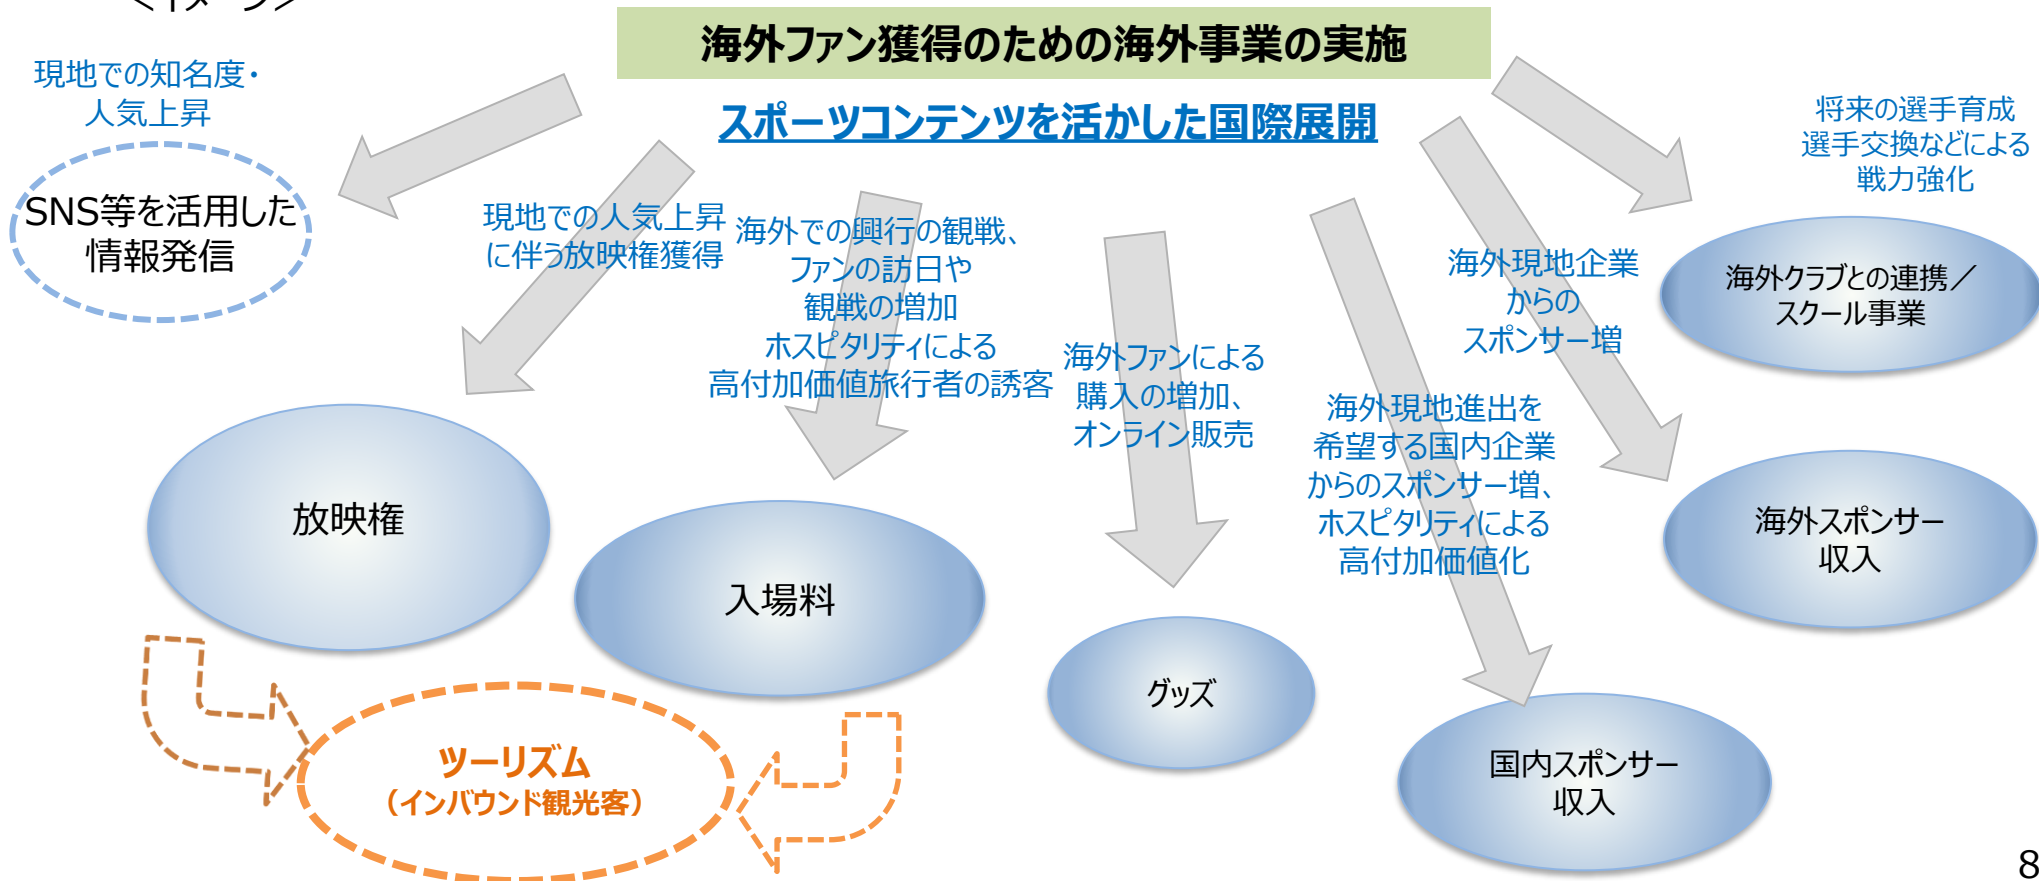 <イメージ>
海外ファン獲得のための海外事業の実施
スポーツコンテンツを活かした国際展開
現地での知名度・
人気上昇
SNS等を活用した
情報発信
現地での人気上昇
に伴う放映権獲得
放映権
海外での興行の観戦、
ファンの訪日や
観戦の増加
ホスピタリティによる
高付加価値旅行者の誘客
入場料
海外ファンによる
購入の増加、
オンライン販売
グッズ
海外現地進出を
希望する国内企業
からのスポンサー増、
ホスピタリティによる
高付加価値化
国内スポンサー
収入
海外現地企業
からの
スポンサー増
海外スポンサー
収入
将来の選手育成
選手交換などによる
戦力強化
海外クラブとの連携／
スクール事業
ツーリズム
（インバウンド観光客）
8